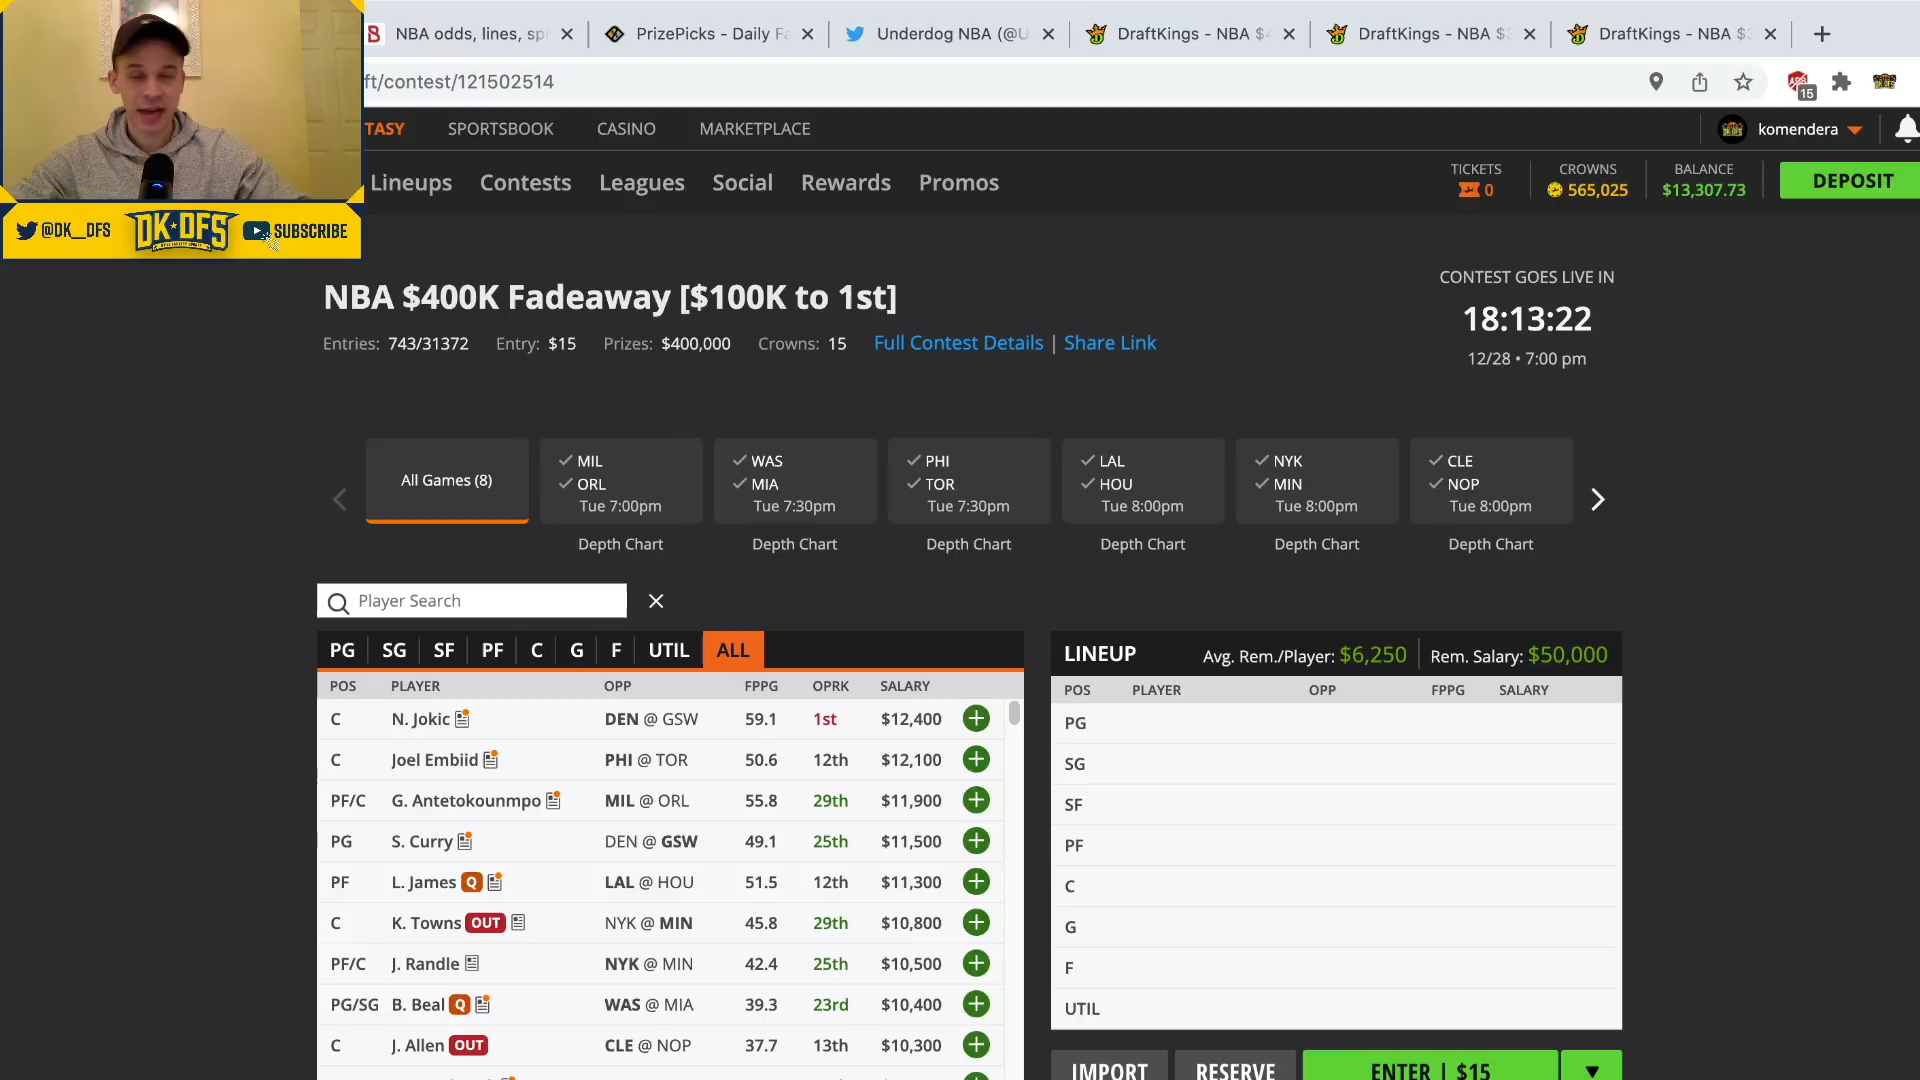 NBA odds, lines, sp
PrizePicks - Daily Fa
Underdog NBA (@U
DraftKings - NBA $4
DraftKings - NBA $
DraftKings - NBA $
ft/contest/121502514
15
TASY SPORTSBOOK CASINO MARKETPLACE
komendera
Lineups Contests Leagues Social Rewards Promos
TICKETS 0
CROWNS 565,025
BALANCE $13,307.73
DEPOSIT
@DK__DFS DK DFS SUBSCRIBE
NBA $400K Fadeaway [$100K to 1st]
Entries: 743/31372 Entry: $15 Prizes: $400,000 Crowns: 15 Full Contest Details | Share Link
CONTEST GOES LIVE IN
18:13:22
12/28 • 7:00 pm
All Games (8)
MIL
ORL
Tue 7:00pm
Depth Chart
WAS
MIA
Tue 7:30pm
Depth Chart
PHI
TOR
Tue 7:30pm
Depth Chart
LAL
HOU
Tue 8:00pm
Depth Chart
NYK
MIN
Tue 8:00pm
Depth Chart
CLE
NOP
Tue 8:00pm
Depth Chart
Player Search
PG SG SF PF C G F UTIL ALL
POS PLAYER OPP FPPG OPRK SALARY
C N. Jokic DEN @ GSW 59.1 1st $12,400
C Joel Embiid PHI @ TOR 50.6 12th $12,100
PF/C G. Antetokounmpo MIL @ ORL 55.8 29th $11,900
PG S. Curry DEN @ GSW 49.1 25th $11,500
PF L. James Q LAL @ HOU 51.5 12th $11,300
C K. Towns OUT NYK @ MIN 45.8 29th $10,800
PF/C J. Randle NYK @ MIN 42.4 25th $10,500
PG/SG B. Beal Q WAS @ MIA 39.3 23rd $10,400
C J. Allen OUT CLE @ NOP 37.7 13th $10,300
LINEUP Avg. Rem./Player: $6,250 Rem. Salary: $50,000
POS PLAYER OPP FPPG SALARY
PG
SG
SF
PF
C
G
F
UTIL
IMPORT RESERVE ENTER | $15